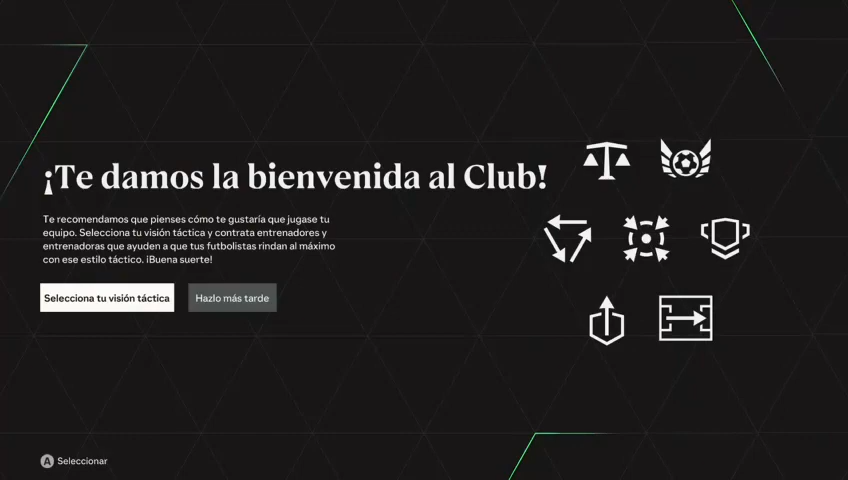 ¡Te damos la bienvenida al Club!
Te recomendamos que pienses cómo te gustaría que jugase tu
equipo. Selecciona tu visión táctica y contrata entrenadores y
entrenadoras que ayuden a que tus futbolistas rindan al máximo
con ese estilo táctico. ¡Buena suerte!
Selecciona tu visión táctica
Hazlo más tarde
A Seleccionar